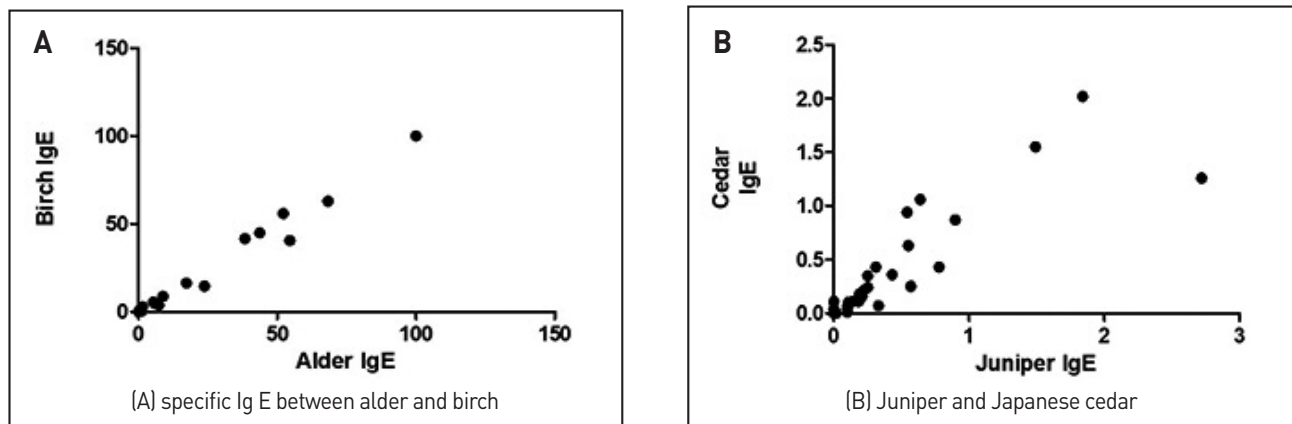 A
150
100
50
0
Birch IgE
0 50 100 150
Alder IgE
(A) specific Ig E between alder and birch
B
2.5
2.0
1.5
1.0
0.5
0.0
Cedar
IgE
0 1 2 3
Juniper IgE
(B) Juniper and Japanese cedar